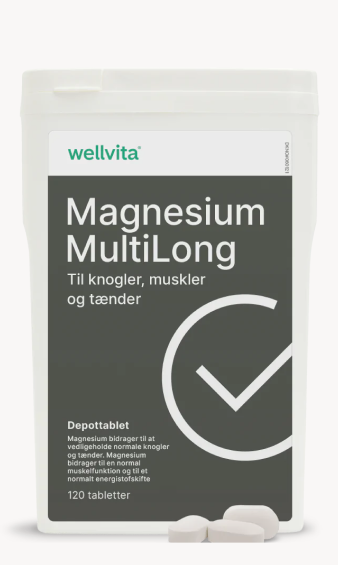 wellvita®
Magnesium
MultiLong
Til knogler, muskler
og tænder
Depottablet
Magnesium bidrager til at
vedligeholde normale knogler
og tænder. Magnesium
bidrager til en normal
muskelfunktion og til et
normalt energistofskifte
120 tabletter